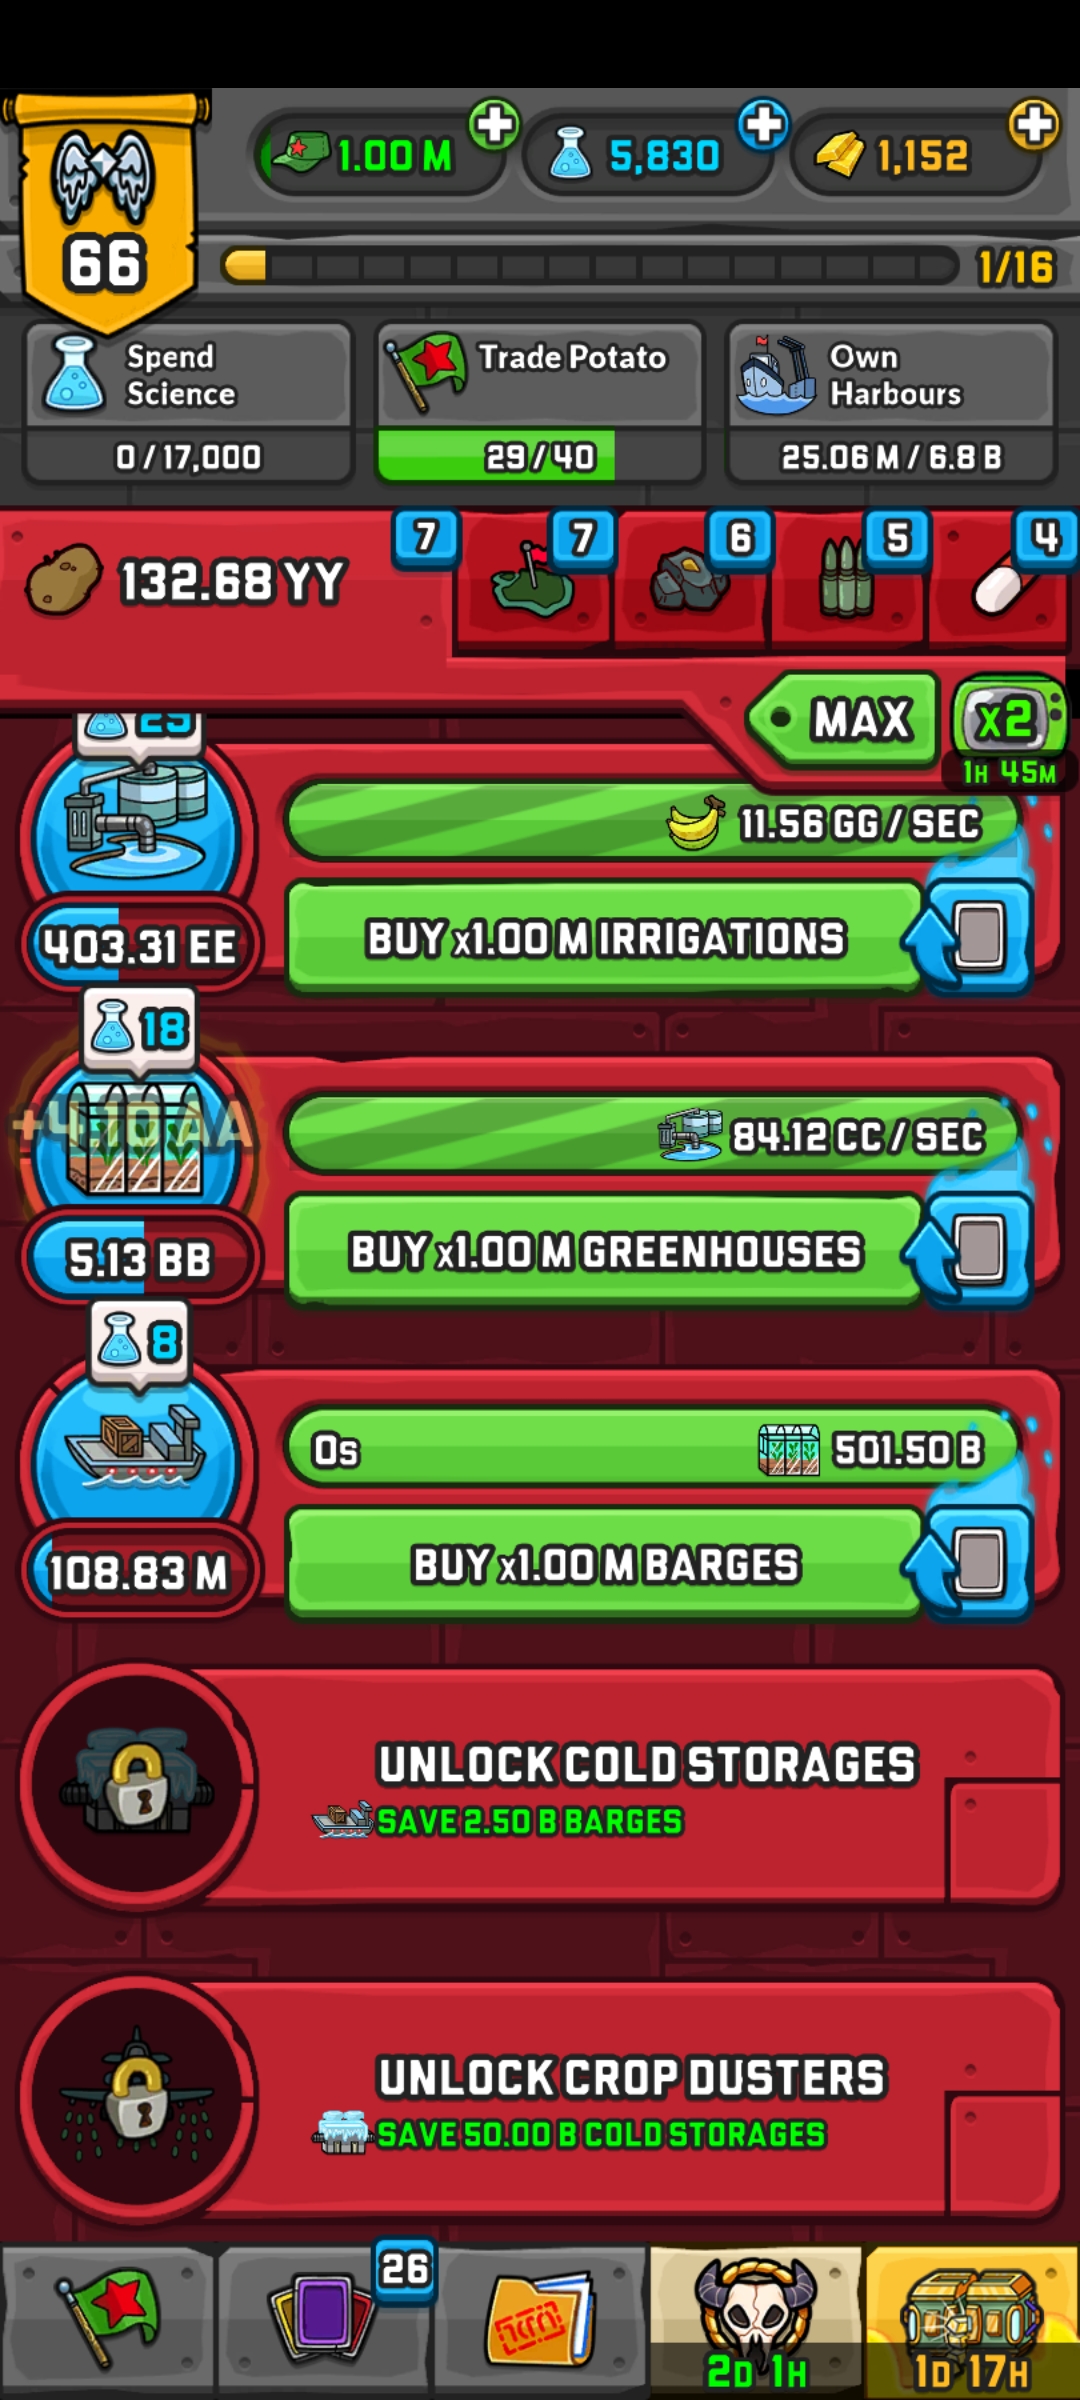 1.00 M
5,830
1,152
66
1/16
Spend
Science
0/17,000
Trade Potato
29/40
Own
Harbours
25.06 M / 6.8 B
132.68 YY
7
7
6
5
4
MAX
x2
1H 45M
11.56 GG / SEC
BUY x1.00 M IRRIGATIONS
403.31 EE
18
+4.10 AA
84.12 CC / SEC
BUY x1.00 M GREENHOUSES
5.13 BB
8
0s
501.50 B
BUY x1.00 M BARGES
108.83 M
UNLOCK COLD STORAGES
SAVE 2.50 B BARGES
UNLOCK CROP DUSTERS
SAVE 50.00 B COLD STORAGES
26
2D 1H
1D 17H